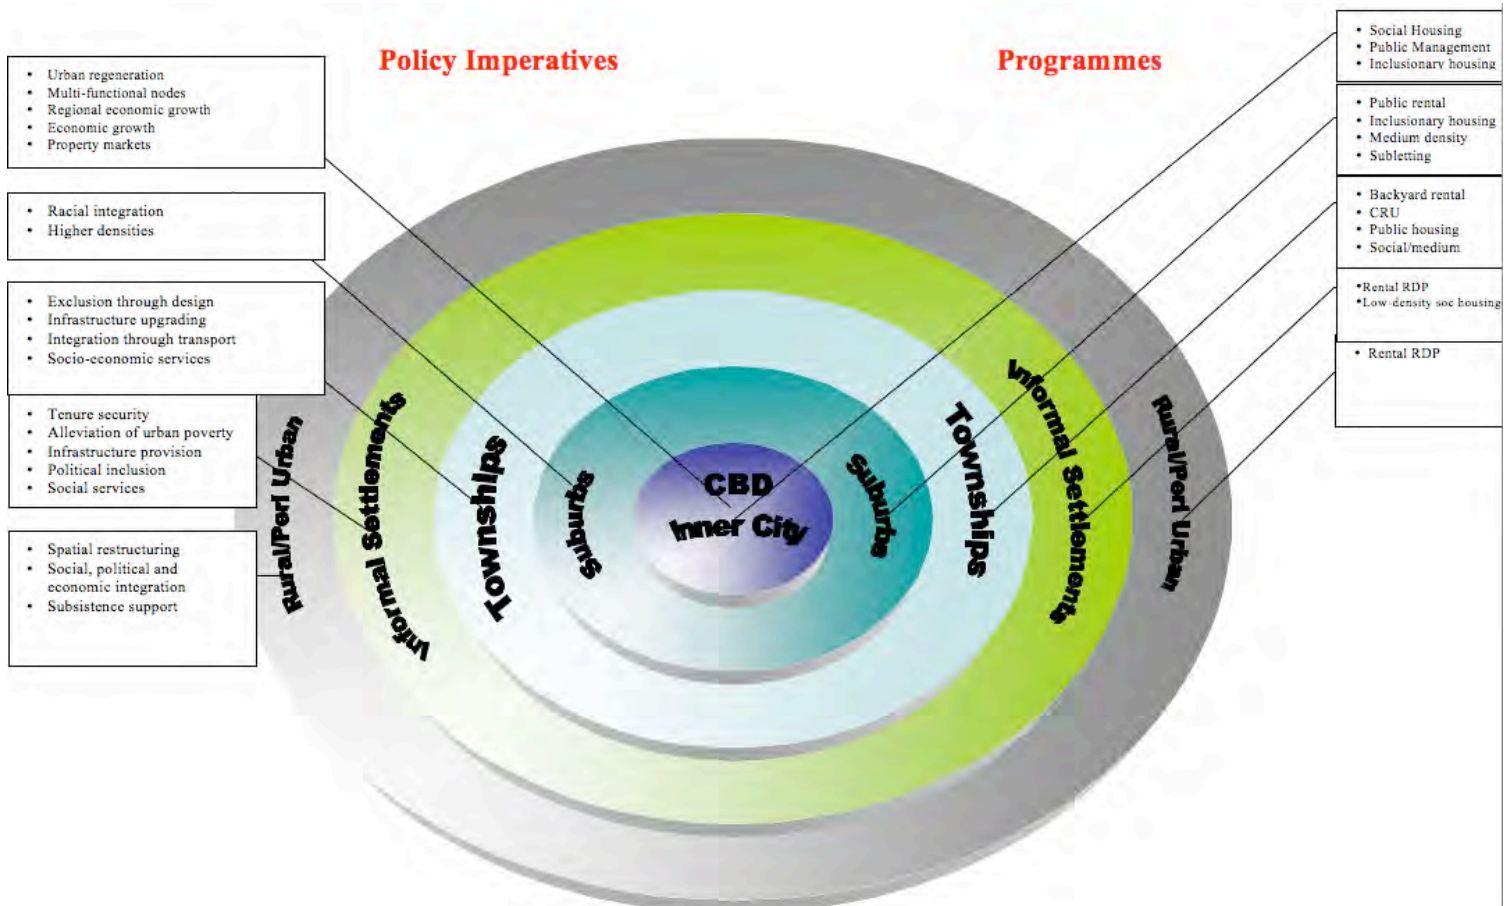 Policy Imperatives
Programmes
• Urban regeneration
• Multi-functional nodes
• Regional economic growth
• Economic growth
• Property markets
• Racial integration
• Higher densities
• Exclusion through design
• Infrastructure upgrading
• Integration through transport
• Socio-economic services
• Tenure security
• Alleviation of urban poverty
• Infrastructure provision
• Political inclusion
• Social services
• Spatial restructuring
• Social, political and
economic integration
• Subsistence support
Rural/Peri Urban
Informal Settlements
Townships
Suburbs
CBD
Inner City
Suburbs
Townships
Informal Settlements
Rural/Peri Urban
• Social Housing
• Public Management
• Inclusionary housing
• Public rental
• Inclusionary housing
• Medium density
• Subletting
• Backyard rental
• CRU
• Public housing
• Social/medium
•Rental RDP
•Low-density soc housing
• Rental RDP